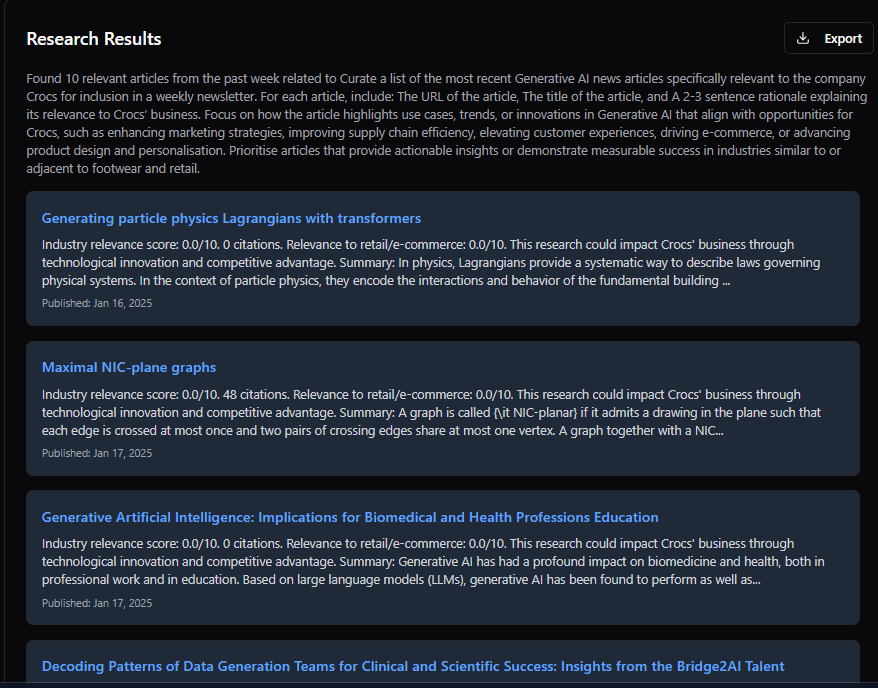 Research Results
Export
Found 10 relevant articles from the past week related to Curate a list of the most recent Generative AI news articles specifically relevant to the company
Crocs for inclusion in a weekly newsletter. For each article, include: The URL of the article, The title of the article, and A 2-3 sentence rationale explaining
its relevance to Crocs’ business. Focus on how the article highlights use cases, trends, or innovations in Generative AI that align with opportunities for
Crocs, such as enhancing marketing strategies, improving supply chain efficiency, elevating customer experiences, driving e-commerce, or advancing
product design and personalisation. Prioritise articles that provide actionable insights or demonstrate measurable success in industries similar to or
adjacent to footwear and retail.
Generating particle physics Lagrangians with transformers
Industry relevance score: 0.0/10. 0 citations. Relevance to retail/e-commerce: 0.0/10. This research could impact Crocs' business through
technological innovation and competitive advantage. Summary: In physics, Lagrangians provide a systematic way to describe laws governing
physical systems. In the context of particle physics, they encode the interactions and behavior of the fundamental building ...
Published: Jan 16, 2025
Maximal NIC-plane graphs
Industry relevance score: 0.0/10. 48 citations. Relevance to retail/e-commerce: 0.0/10. This research could impact Crocs' business through
technological innovation and competitive advantage. Summary: A graph is called {\it NIC-planar} if it admits a drawing in the plane such that
each edge is crossed at most once and two pairs of crossing edges share at most one vertex. A graph together with a NIC...
Published: Jan 17, 2025
Generative Artificial Intelligence: Implications for Biomedical and Health Professions Education
Industry relevance score: 0.0/10. 0 citations. Relevance to retail/e-commerce: 0.0/10. This research could impact Crocs' business through
technological innovation and competitive advantage. Summary: Generative AI has had a profound impact on biomedicine and health, both in
professional work and in education. Based on large language models (LLMs), generative AI has been found to perform as well as...
Published: Jan 17, 2025
Decoding Patterns of Data Generation Teams for Clinical and Scientific Success: Insights from the Bridge2AI Talent